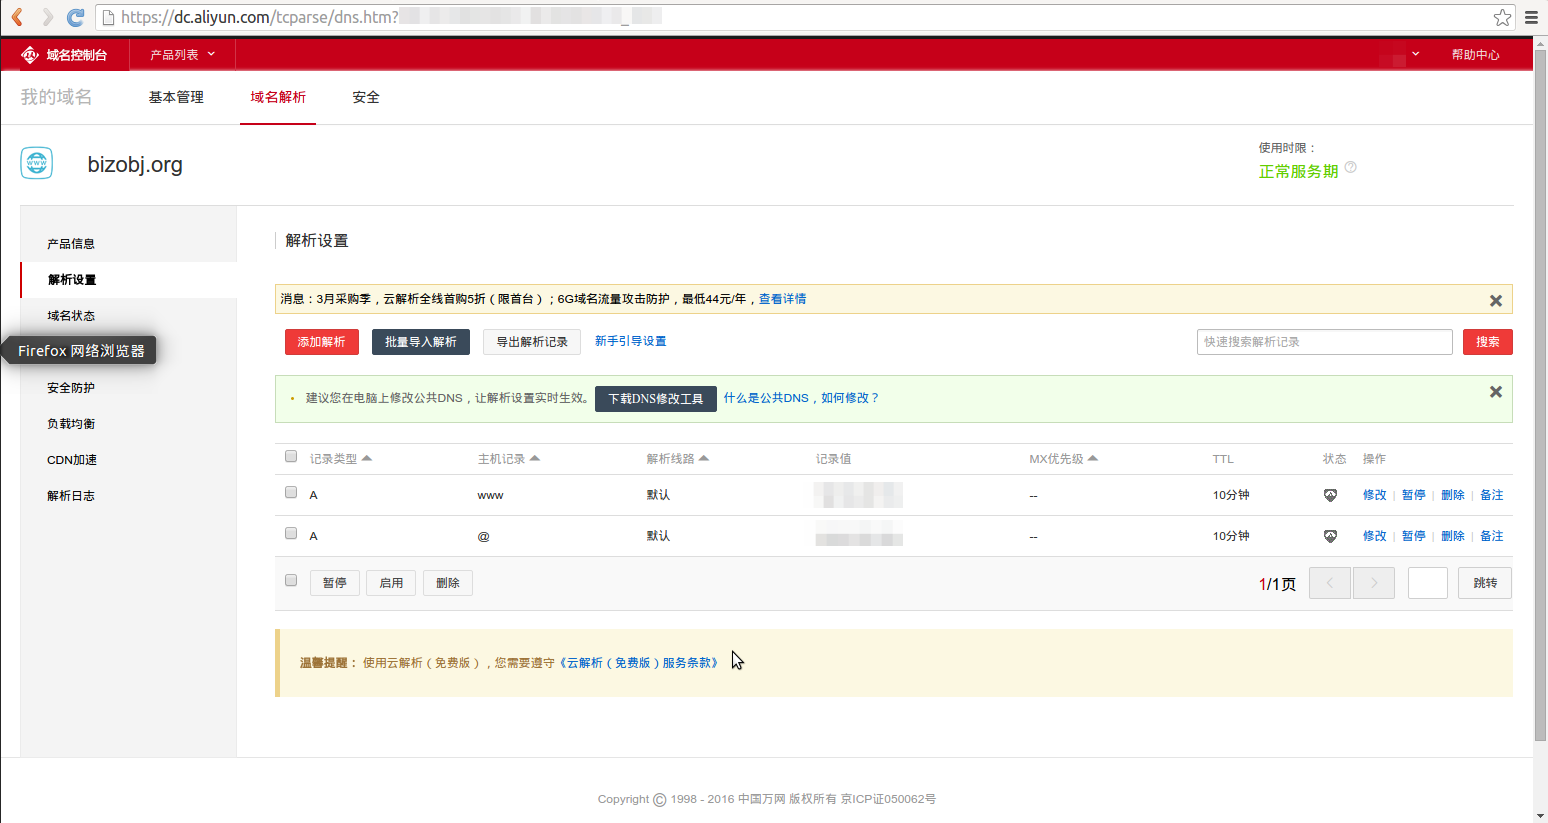 https://dc.aliyun.com/tcparse/dns.htm?
域名控制台 产品列表 帮助中心
我的域名 基本管理 域名解析 安全
www
bizobj.org
使用时限：
正常服务期 ?
产品信息
解析设置
域名状态
Firefox 网络浏览器
安全防护
负载均衡
CDN加速
解析日志
解析设置
消息：3月采购季，云解析全线首购5折（限首台）；6G域名流量攻击防护，最低44元/年，查看详情
添加解析 批量导入解析 导出解析记录 新手引导设置 快速搜索解析记录 搜索
建议您在电脑上修改公共DNS，让解析设置实时生效。 下载DNS修改工具 什么是公共DNS，如何修改？
记录类型 主机记录 解析线路 记录值 MX优先级 TTL 状态 操作
A www 默认 -- 10分钟 修改 | 暂停 | 删除 | 备注
A @ 默认 -- 10分钟 修改 | 暂停 | 删除 | 备注
暂停 启用 删除 1/1页 < > 跳转
温馨提醒： 使用云解析（免费版），您需要遵守《云解析（免费版）服务条款》
Copyright © 1998 - 2016 中国万网 版权所有 京ICP证050062号